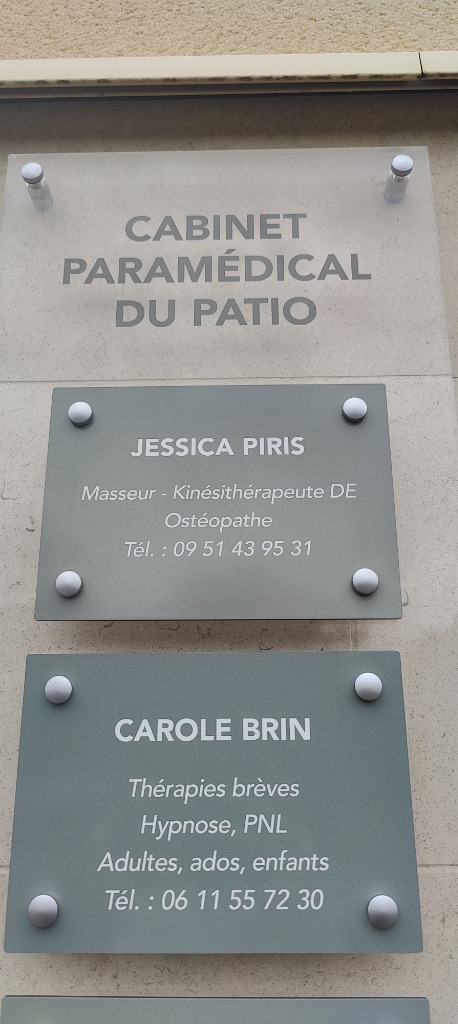 CABINET
PARAMÉDICAL
DU PATIO
JESSICA PIRIS
Masseur - Kinésithérapeute DE
Ostéopathe
Tél. : 09 51 43 95 31
CAROLE BRIN
Thérapies brèves
Hypnose, PNL
Adultes, ados, enfants
Tél. : 06 11 55 72 30